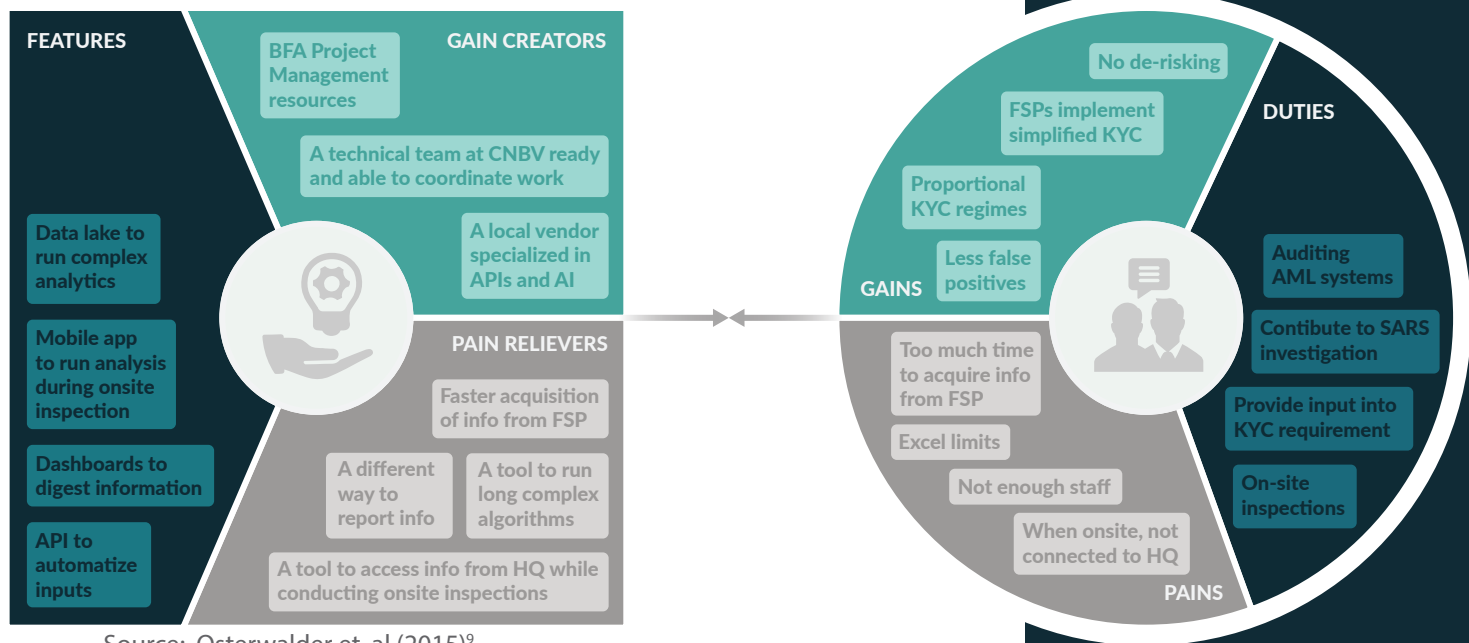 FEATURES
Data lake to
run complex
analytics
Mobile app
to run analysis
during onsite
inspection
Dashboards to
digest information
API to
automatize
inputs
GAIN CREATORS
BFA Project
Management
resources
A technical team at CNBV ready
and able to coordinate work
A local vendor
specialized in
APIs and AI
PAIN RELIEVERS
Faster acquisition
of info from FSP
A different
way to
report info
A tool to run
long complex
algorithms
A tool to access info from HQ while
conducting onsite inspections
No de-risking
FSPs implement
simplified KYC
Proportional
KYC regimes
Less false
positives
GAINS
Too much time
to acquire info
from FSP
Excel limits
Not enough staff
When onsite, not
connected to HQ
PAINS
DUTIES
Auditing
AML systems
Contibute to SARS
investigation
Provide input into
KYC requirement
On-site
inspections
Source: Osterwalder et. al (2015)⁹